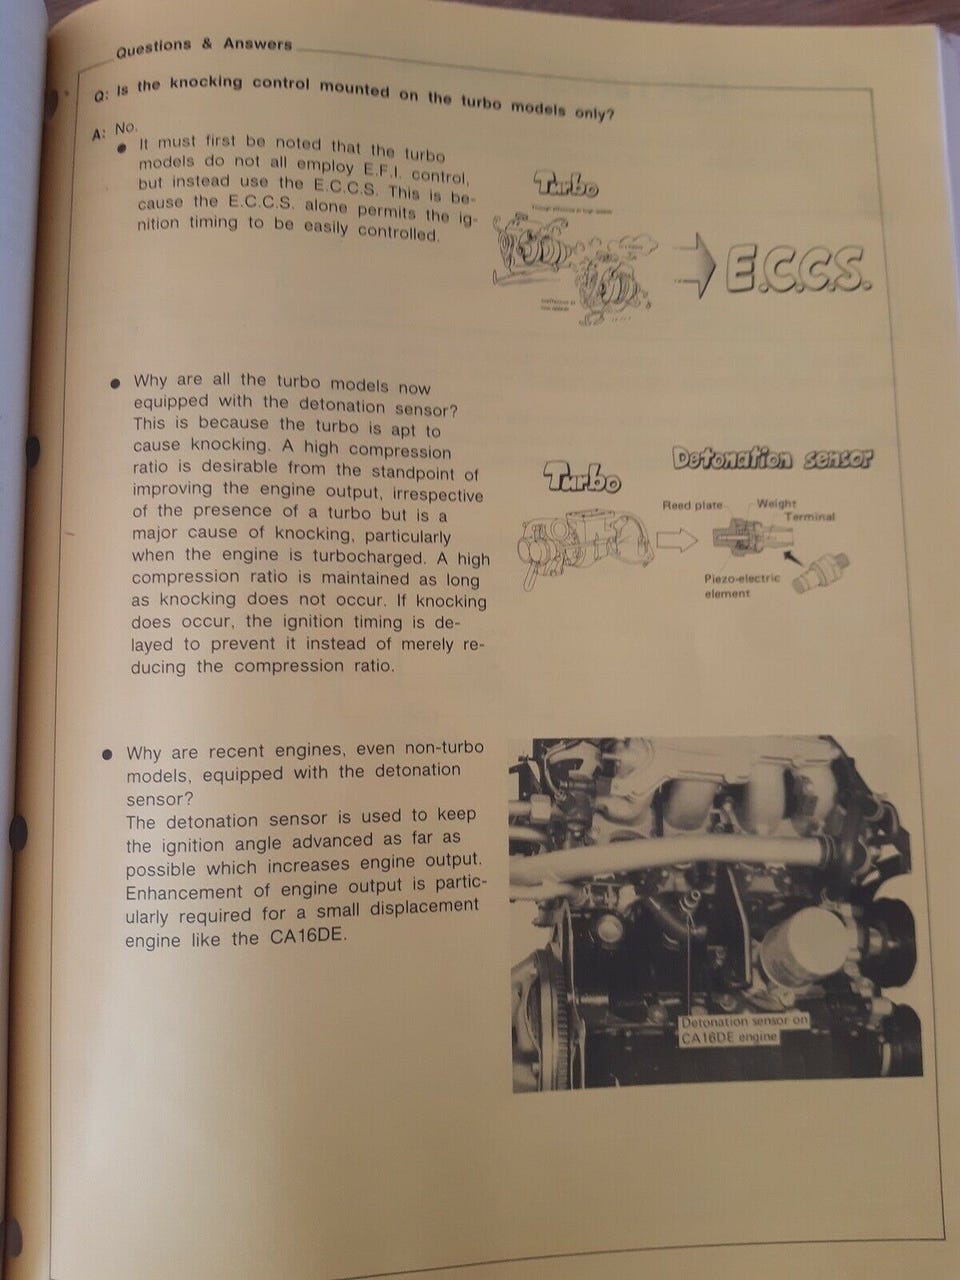 Questions & Answers
Q: Is the knocking control mounted on the turbo models only?
A: No.
● It must first be noted that the turbo
models do not all employ E.F.I. control,
but instead use the E.C.C.S. This is be-
cause the E.C.C.S. alone permits the ig-
nition timing to be easily controlled.
Turbo
E.C.C.S.
● Why are all the turbo models now
equipped with the detonation sensor?
This is because the turbo is apt to
cause knocking. A high compression
ratio is desirable from the standpoint of
improving the engine output, irrespective
of the presence of a turbo but is a
major cause of knocking, particularly
when the engine is turbocharged. A high
compression ratio is maintained as long
as knocking does not occur. If knocking
does occur, the ignition timing is de-
layed to prevent it instead of merely re-
ducing the compression ratio.
Turbo
Detonation sensor
Reed plate
Weight
Terminal
Piezo-electric
element
● Why are recent engines, even non-turbo
models, equipped with the detonation
sensor?
The detonation sensor is used to keep
the ignition angle advanced as far as
possible which increases engine output.
Enhancement of engine output is partic-
ularly required for a small displacement
engine like the CA16DE.
Detonation sensor on
CA16DE engine